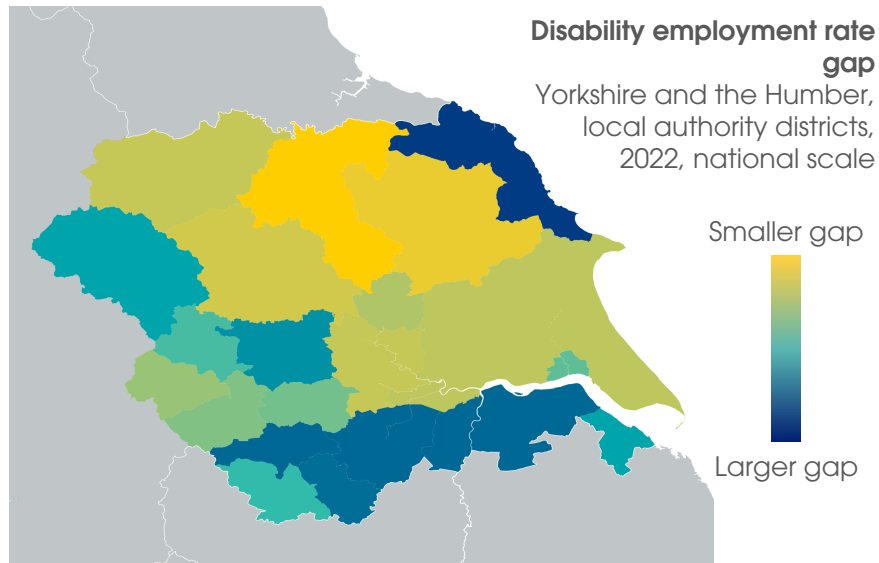 Disability employment rate
gap
Yorkshire and the Humber,
local authority districts,
2022, national scale
Smaller gap
Larger gap